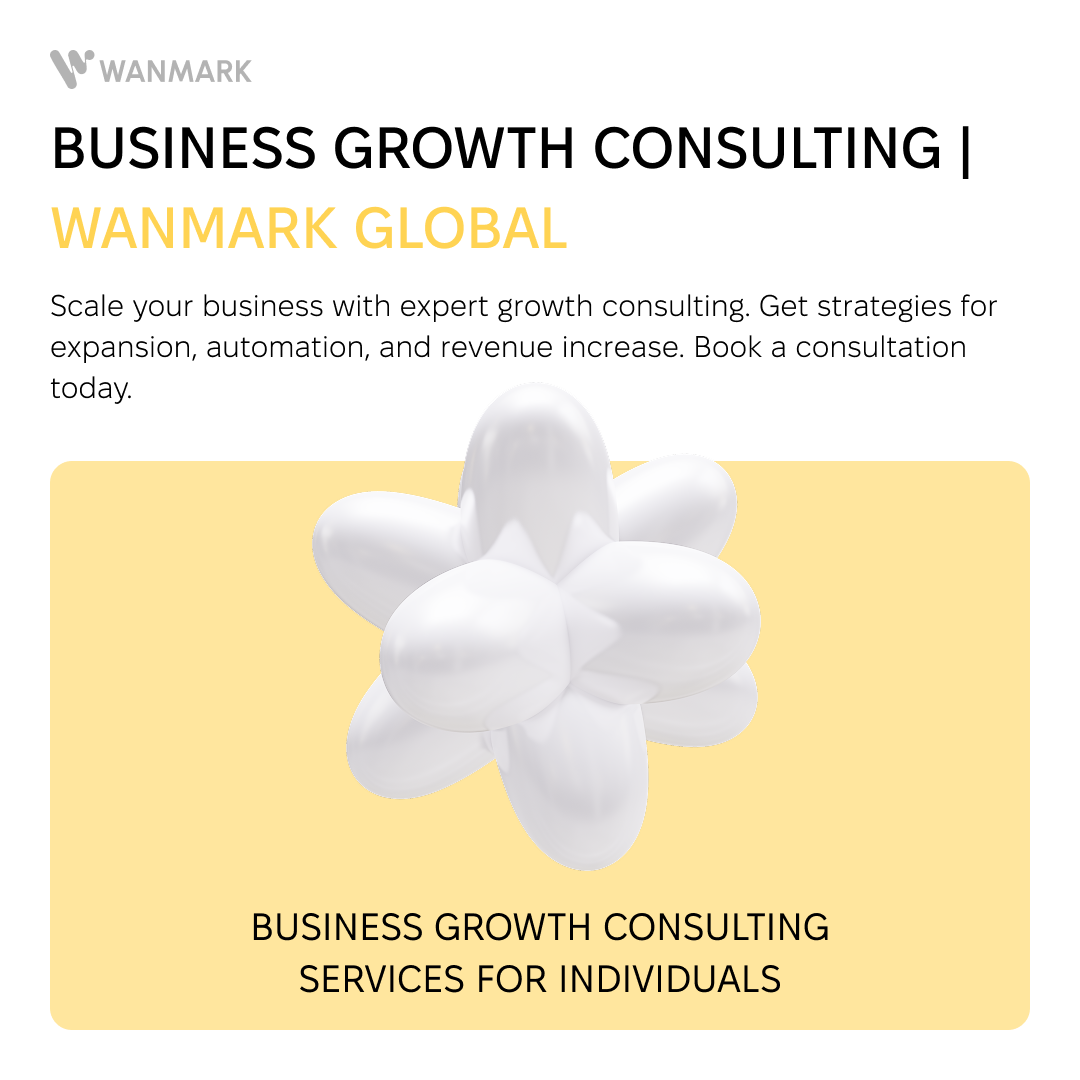 WANMARK
BUSINESS GROWTH CONSULTING |
WANMARK GLOBAL
Scale your business with expert growth consulting. Get strategies for
expansion, automation, and revenue increase. Book a consultation
today.
BUSINESS GROWTH CONSULTING
SERVICES FOR INDIVIDUALS